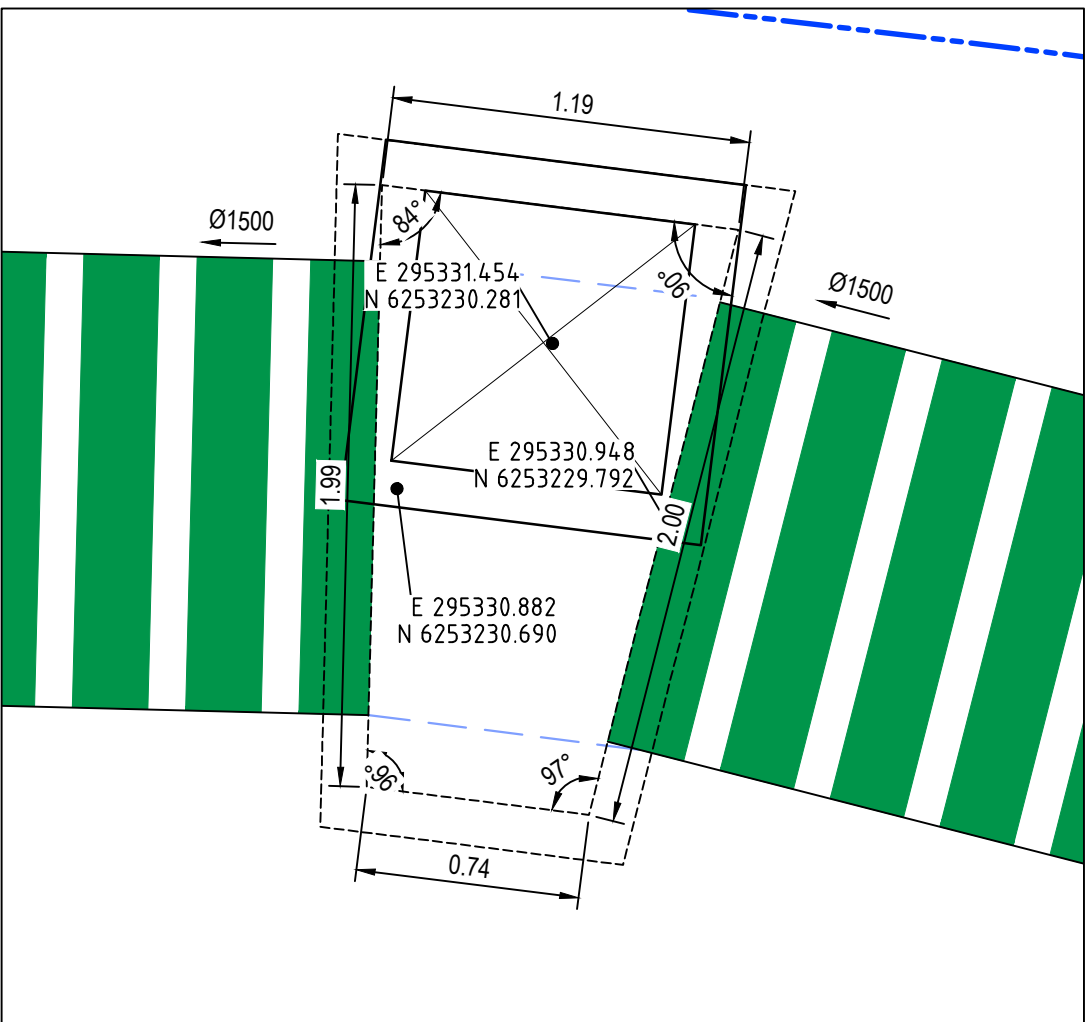 1.19
Ø1500
84°
E 295331.454
N 6253230.281
90°
Ø1500
E 295330.948
N 6253229.792
1.99
2.00
E 295330.882
N 6253230.690
96°
97°
0.74